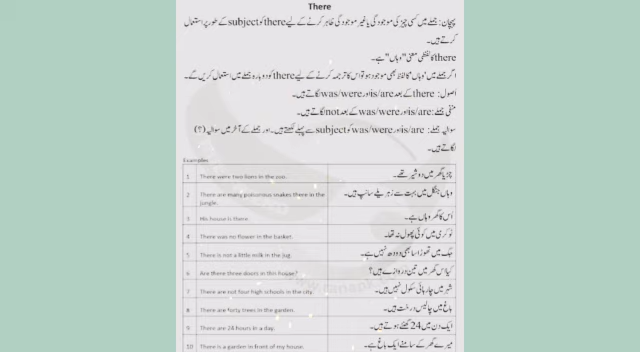 There
پہچان: جملے میں کسی چیز کی موجودگی یا غیر موجودگی ظاہر کرنے کے لیے there کو subject کے طور پر استعمال
کرتے ہیں۔
there کا لفظی معنی "وہاں" ہے۔
اگر جملے میں "وہاں" کا لفظ بھی موجود ہو تو اس کا ترجمہ کرنے کے لیے there کو دوبارہ جملے میں استعمال کریں گے۔
اصول: there کے بعد is/are اور was/were لگاتے ہیں۔
منفی جملے: is/are اور was/were کے بعد not لگاتے ہیں۔
سوالیہ جملے: is/are اور was/were کو subject سے پہلے لکھتے ہیں۔ اور جملے کے آخر میں سوالیہ (؟)
لگاتے ہیں۔
Examples
1 There were two lions in the zoo. چڑیا گھر میں دو شیر تھے۔
2 There are many poisonous snakes there in the jungle. وہاں جنگل میں بہت سے زہریلے سانپ ہیں۔
3 His house is there. اُس کا گھر وہاں ہے۔
4 There was no flower in the basket. ٹوکری میں کوئی پھول نہ تھا۔
5 There is not a little milk in the jug. جگ میں تھوڑا سا بھی دودھ نہیں ہے۔
6 Are there three doors in this house? کیا اس گھر میں تین دروازے ہیں؟
7 There are not four high schools in the city. شہر میں چار ہائی سکول نہیں ہیں۔
8 There are forty trees in the garden. باغ میں چالیس درخت ہیں۔
9 There are 24 hours in a day. ایک دن میں 24 گھنٹے ہوتے ہیں۔
10 There is a garden in front of my house. میرے گھر کے سامنے ایک باغ ہے۔